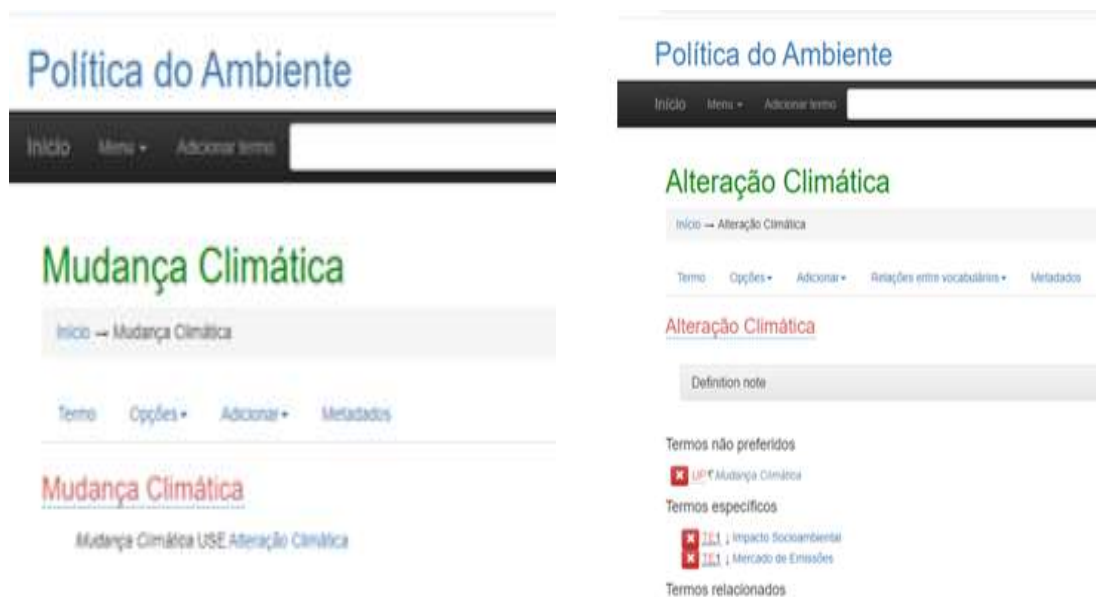 Política do Ambiente
Início Menu Adicionar termo
Mudança Climática
Início → Mudança Climática
Termo Opções Adicionar Metadados
Mudança Climática
Mudança Climática USE Alteração Climática
Política do Ambiente
Início Menu Adicionar termo
Alteração Climática
Início → Alteração Climática
Termo Opções Adicionar Relações entre vocabulários Metadados
Alteração Climática
Definition note
Termos não preferidos
UP Mudança Climática
Termos específicos
TE1 ↓ Impacto Socioambiental
TE1 ↓ Mercado de Emissões
Termos relacionados